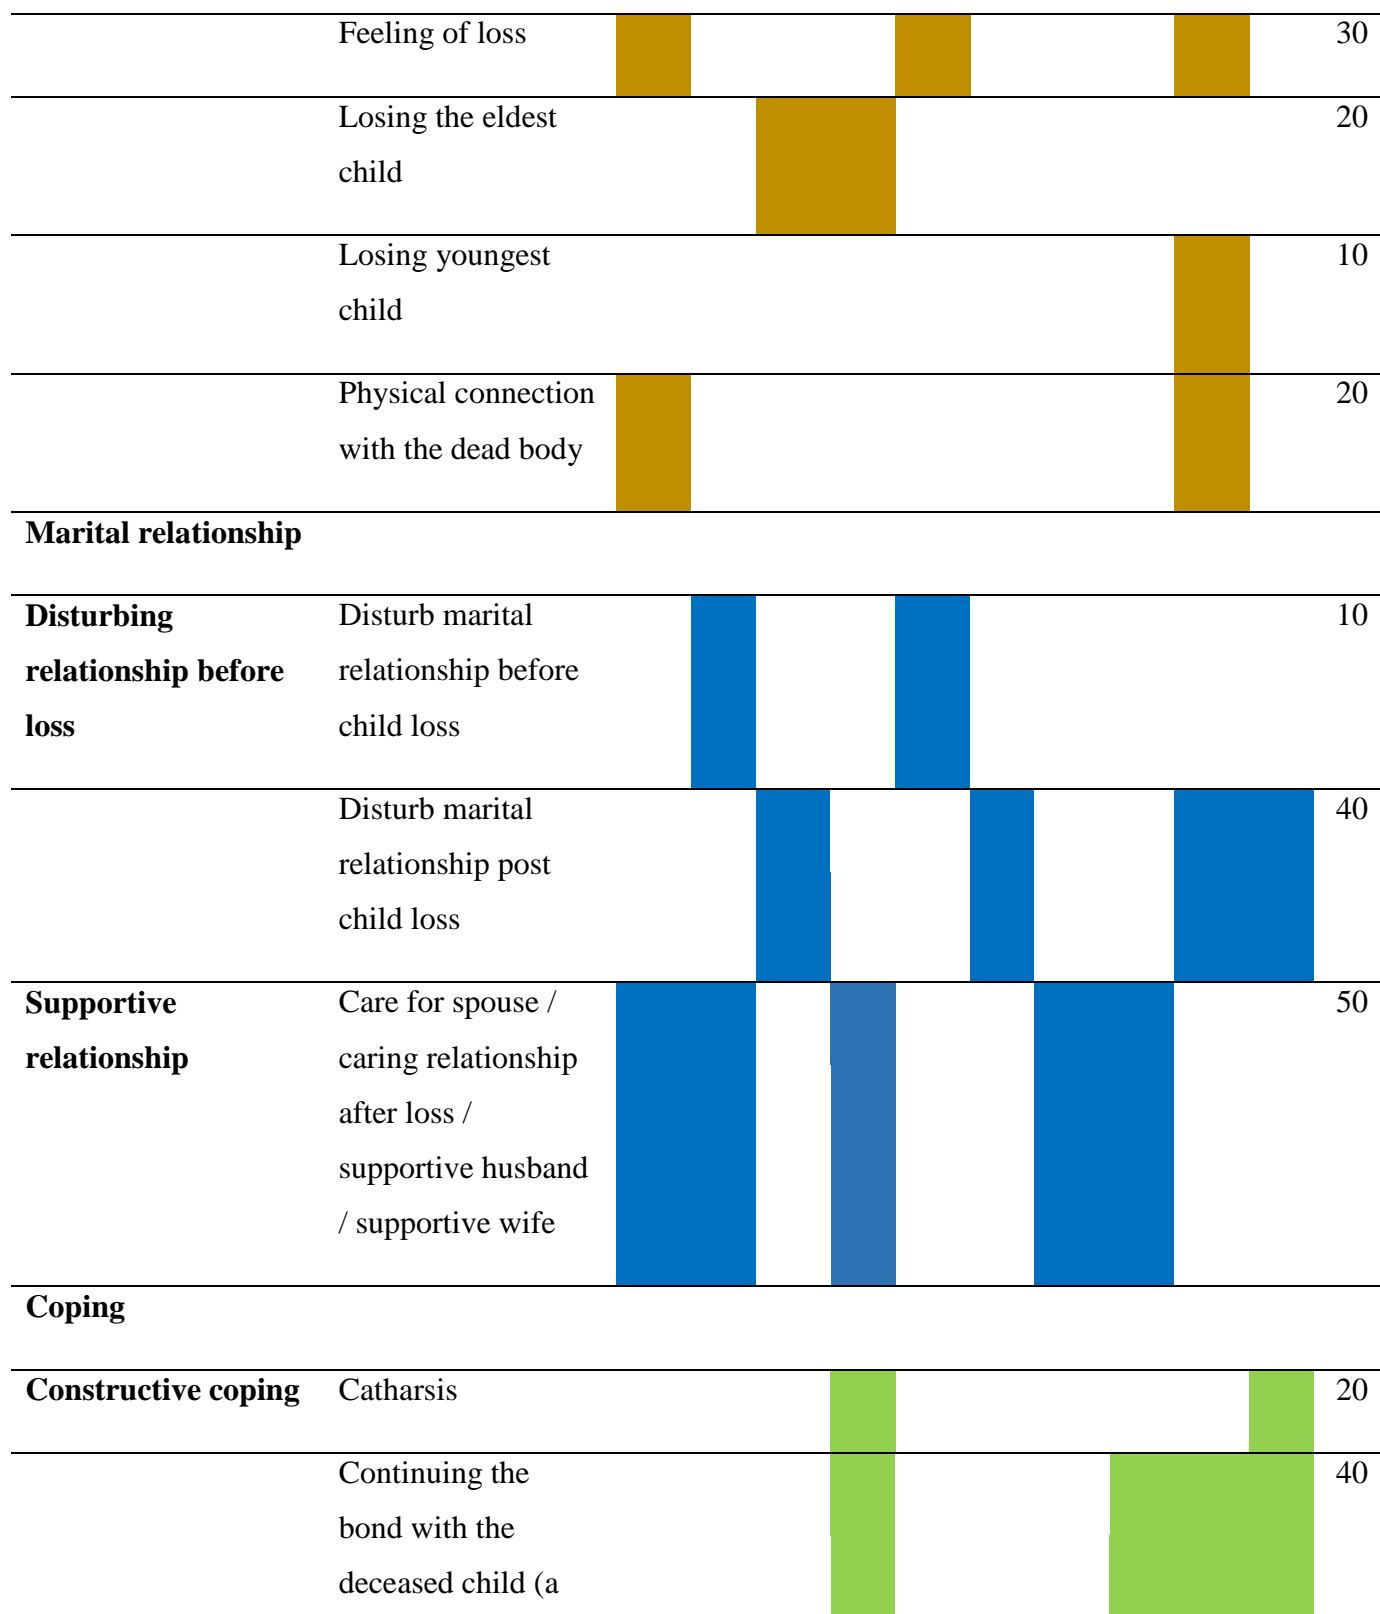 Feeling of loss 30
Losing the eldest 20
child
Losing youngest 10
child
Physical connection 20
with the dead body
Marital relationship
Disturbing Disturb marital 10
relationship before relationship before
loss child loss
Disturb marital 40
relationship post
child loss
Supportive Care for spouse / 50
relationship caring relationship
after loss /
supportive husband
/ supportive wife
Coping
Constructive coping Catharsis 20
Continuing the 40
bond with the
deceased child (a